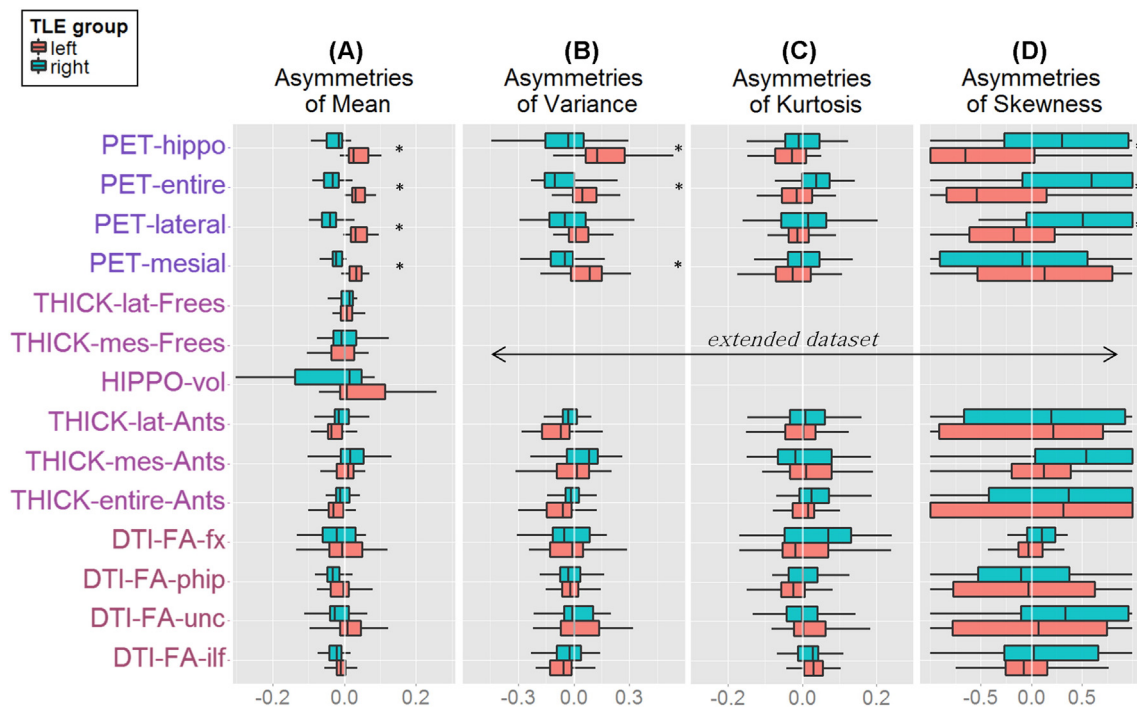 TLE group
left
right
(A)
Asymmetries
of Mean
(B)
Asymmetries
of Variance
(C)
Asymmetries
of Kurtosis
(D)
Asymmetries
of Skewness
PET-hippo
* * *
PET-entire
* * *
PET-lateral
* *
PET-mesial
* *
THICK-lat-Frees
THICK-mes-Frees
extended dataset
HIPPO-vol
THICK-lat-Ants
THICK-mes-Ants
THICK-entire-Ants
DTI-FA-fx
DTI-FA-phip
DTI-FA-unc
DTI-FA-ilf
-0.2 0.0 0.2
-0.3 0.0 0.3
-0.2 0.0 0.2
-0.5 0.0 0.5